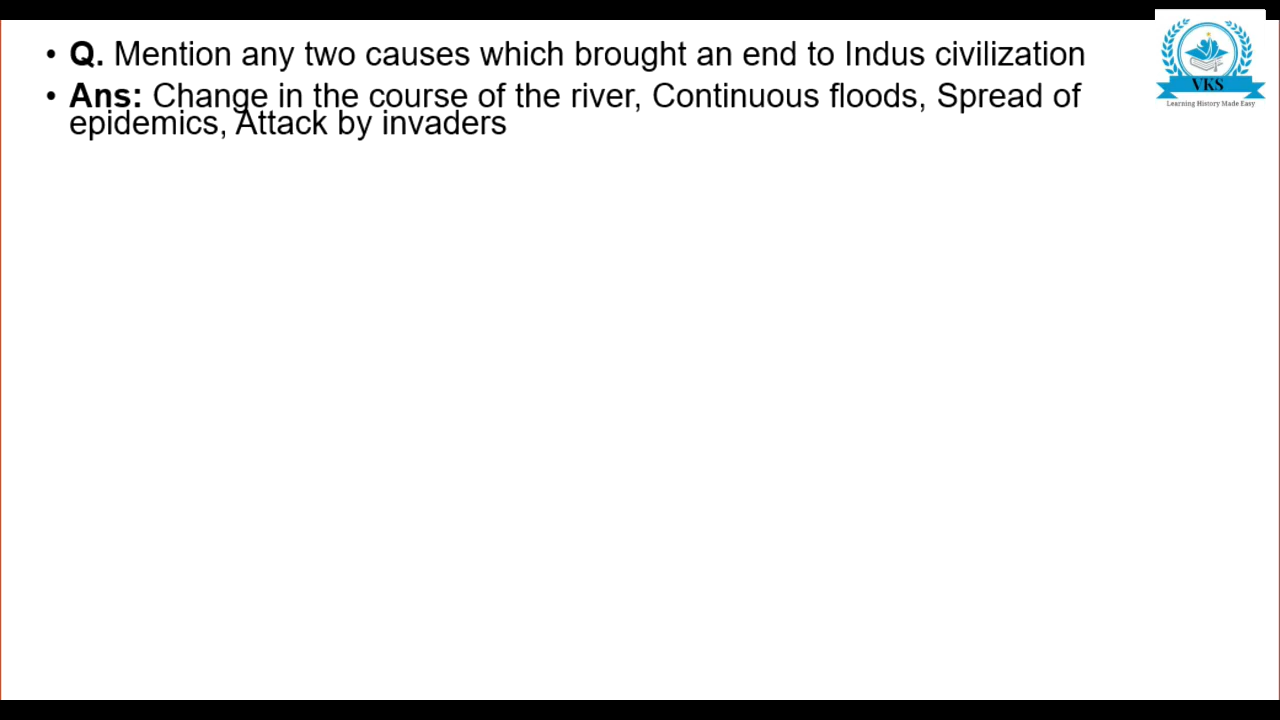 • Q. Mention any two causes which brought an end to Indus civilization
• Ans: Change in the course of the river, Continuous floods, Spread of
epidemics, Attack by invaders
VKS
Learning History Made Easy